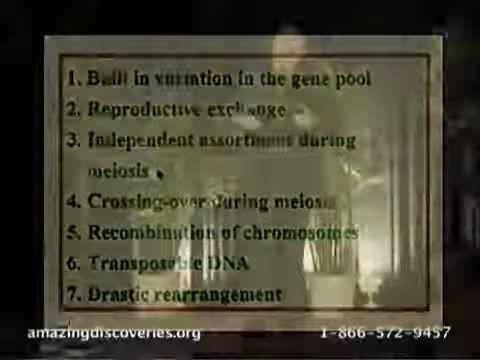 1. Built in variation in the gene pool
2. Reproductive exchange
3. Independent assortment during
meiosis
4. Crossing-over during meiosis
5. Recombination of chromosomes
6. Transposable DNA
7. Drastic rearrangement
amazingdiscoveries.org 1-866-572-9457